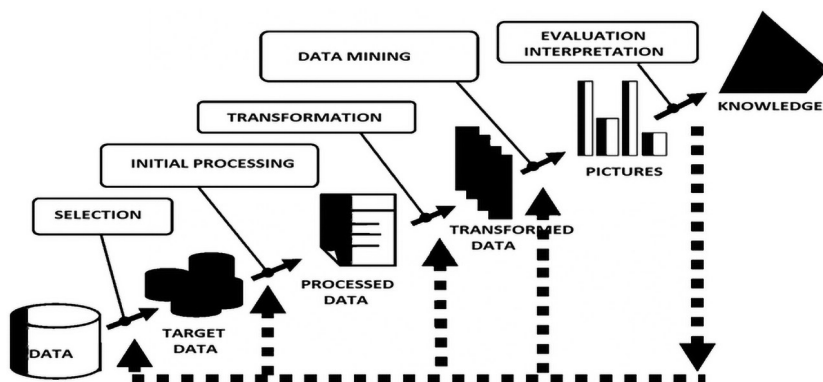 EVALUATION
INTERPRETATION
DATA MINING
KNOWLEDGE
TRANSFORMATION
INITIAL PROCESSING
PICTURES
SELECTION
TRANSFORMED
DATA
PROCESSED
DATA
TARGET
DATA
DATA